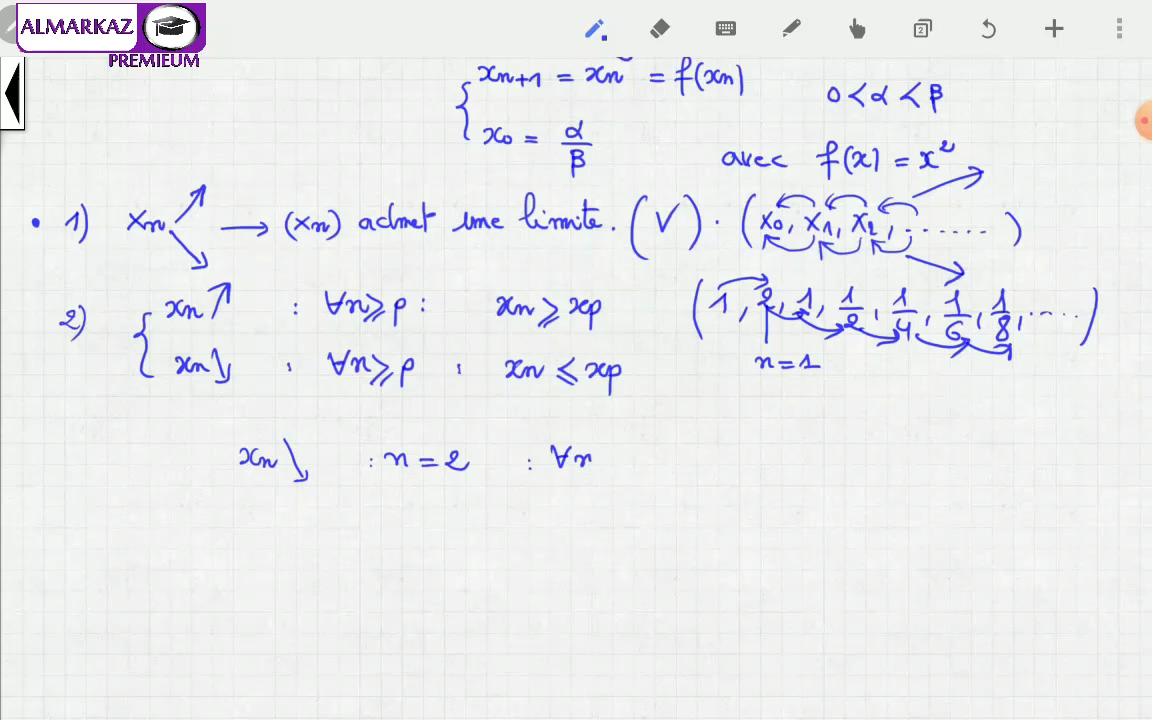 ALMARKAZ
PREMIEUM
2
xn+1 = xn² = f(xn)
x0 = α/β
0 < α < β
avec f(x) = x²
• 1) xn ↗ ↘ → (xn) admet une limite. (V). (x0, x1, x2, ......)
2) { xn ↗ : ∀n ≥ p : xn ≥ xp
(1, 2, 1, 1/2, 1/4, 1/6, 1/8, ....)
xn ↘ : ∀n ≥ p : xn ≤ xp
n = 1
xn ↘ : n = 2 : ∀n